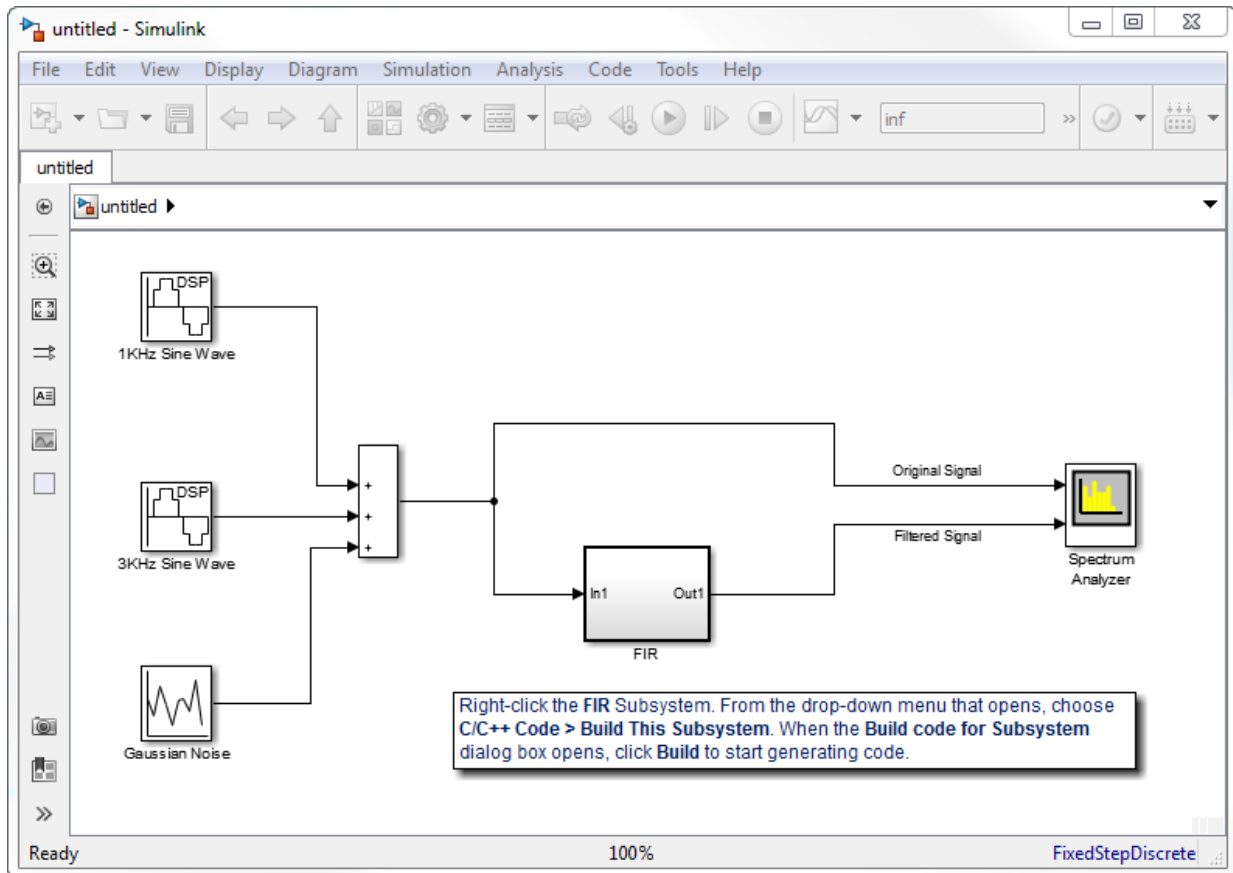 untitled - Simulink
File Edit View Display Diagram Simulation Analysis Code Tools Help
inf
untitled
untitled
DSP
1KHz Sine Wave
DSP
3KHz Sine Wave
Gaussian Noise
+
+
+
Original Signal
Filtered Signal
Spectrum
Analyzer
In1 Out1
FIR
Right-click the FIR Subsystem. From the drop-down menu that opens, choose
C/C++ Code > Build This Subsystem. When the Build code for Subsystem
dialog box opens, click Build to start generating code.
Ready 100% FixedStepDiscrete